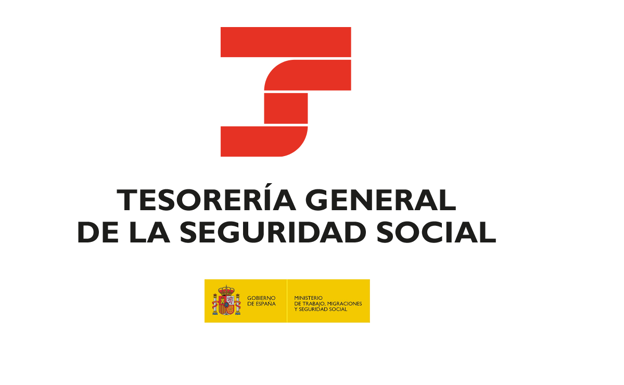 TESORERÍA GENERAL
DE LA SEGURIDAD SOCIAL
GOBIERNO
DE ESPAÑA
MINISTERIO
DE TRABAJO, MIGRACIONES
Y SEGURIDAD SOCIAL